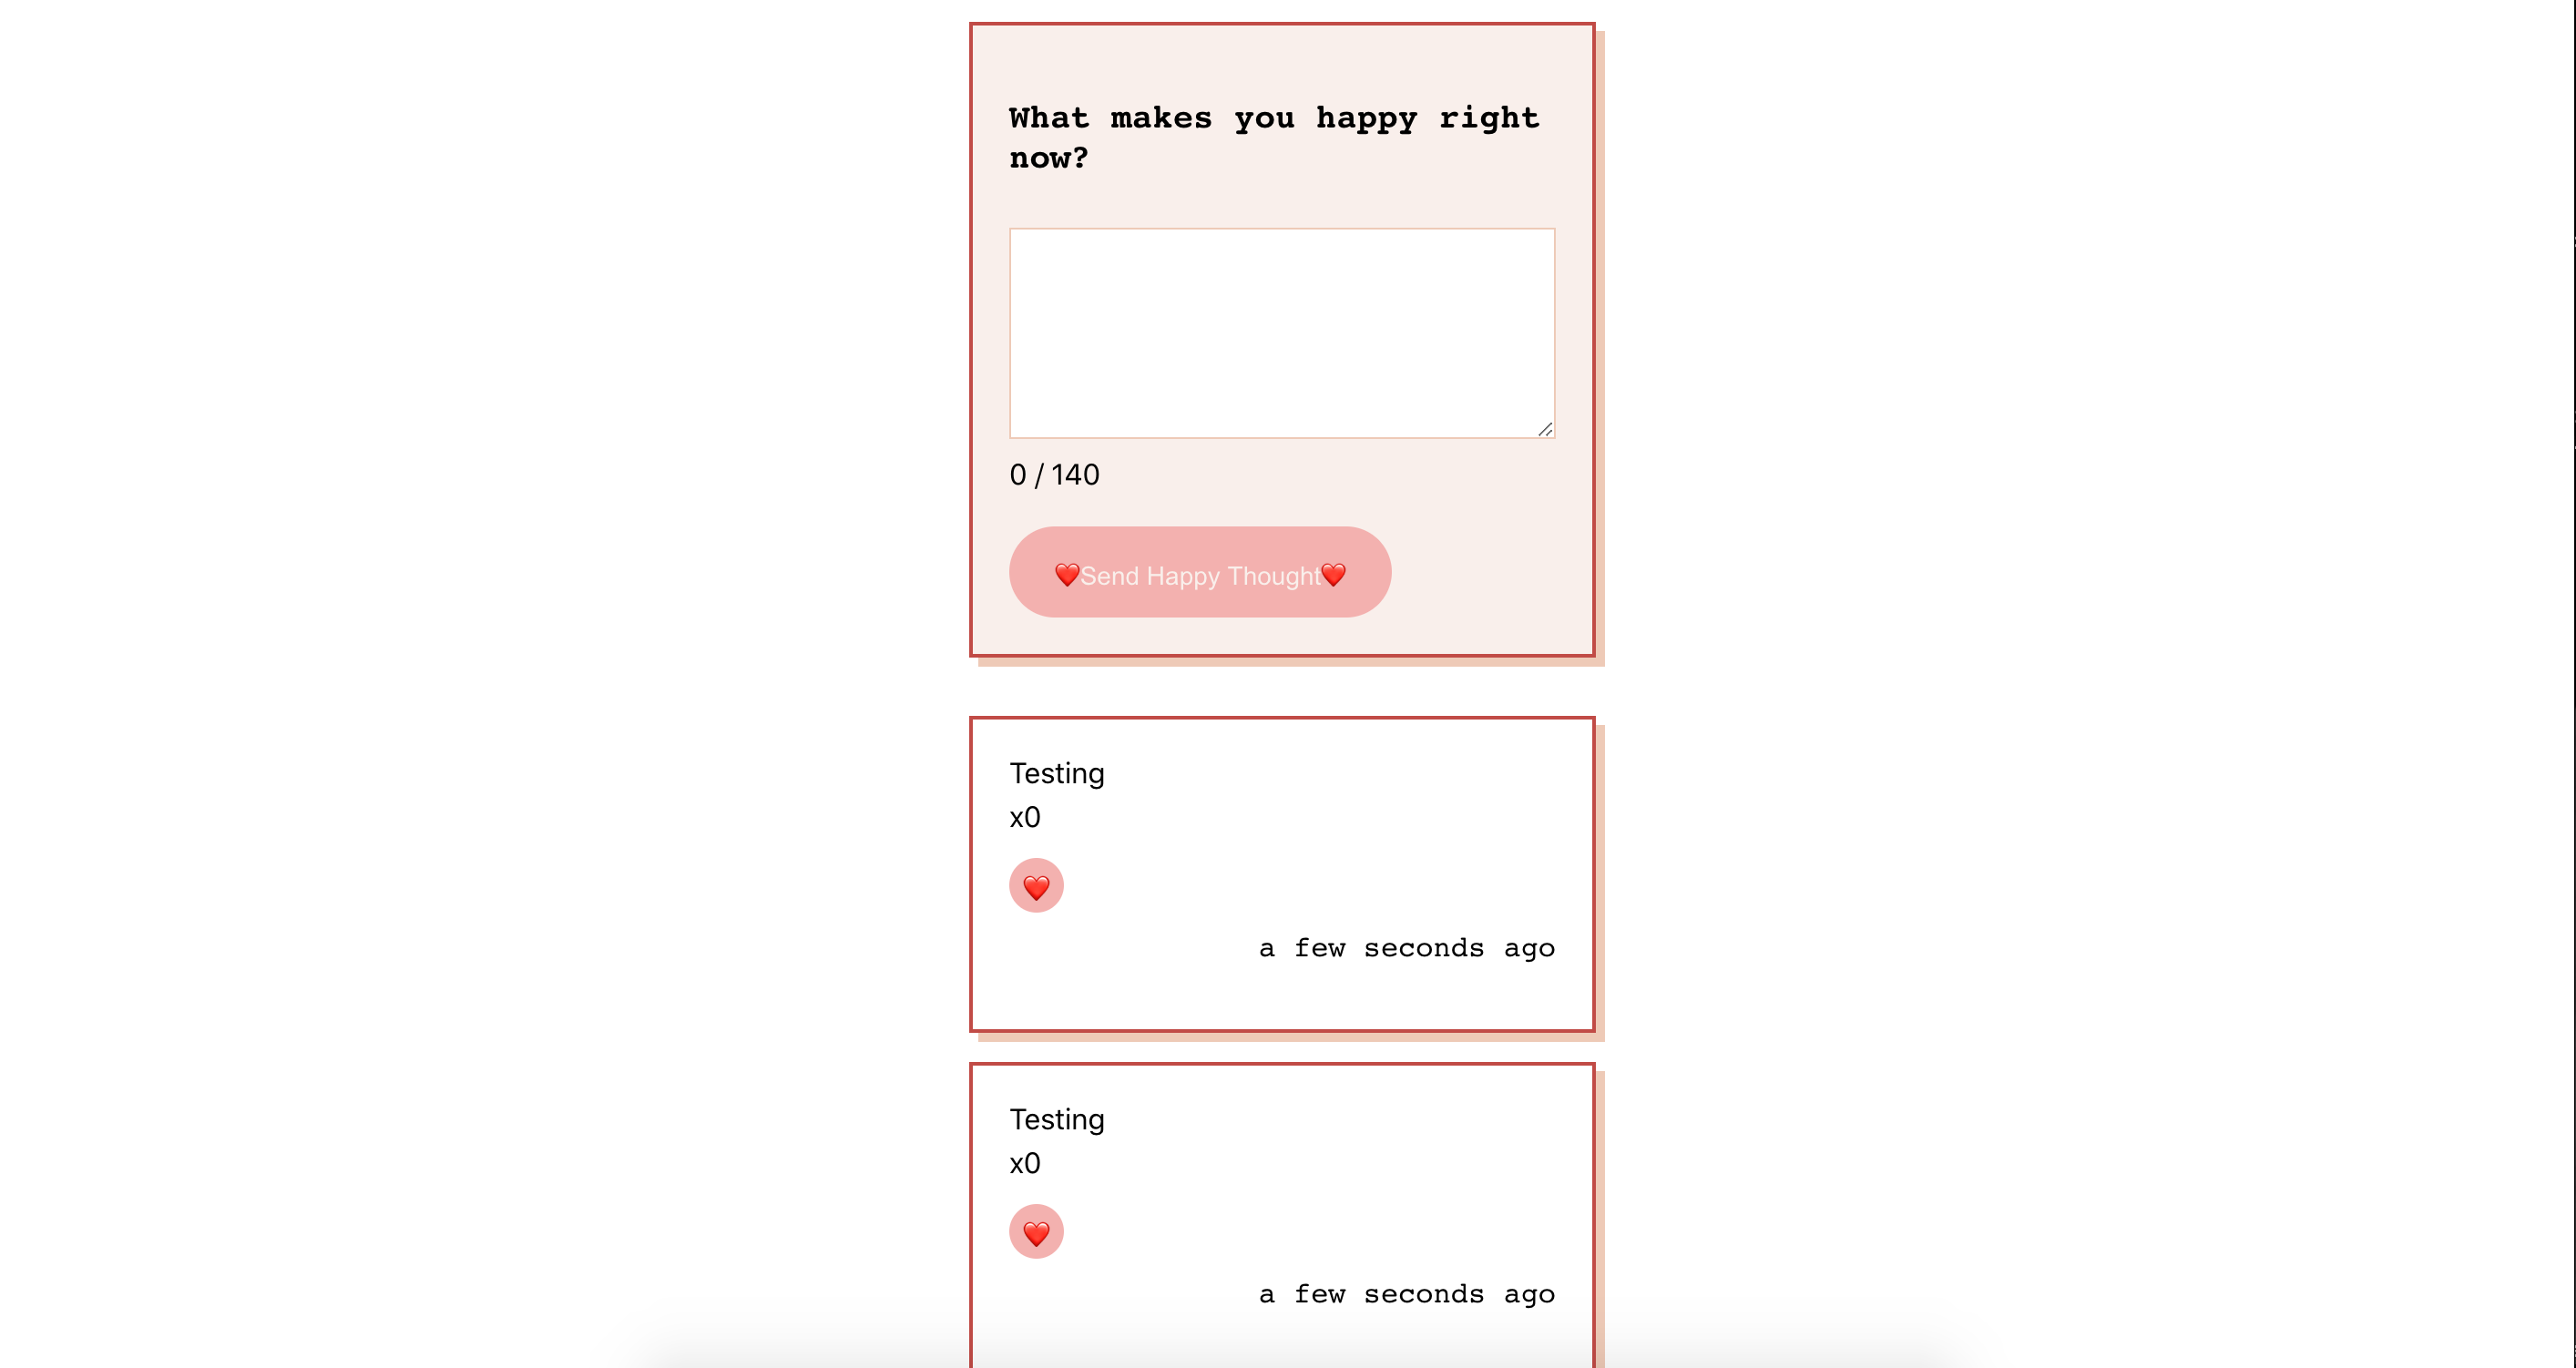 What makes you happy right
now?
0 / 140
❤️Send Happy Thought❤️
Testing
x0
❤️
a few seconds ago
Testing
x0
❤️
a few seconds ago